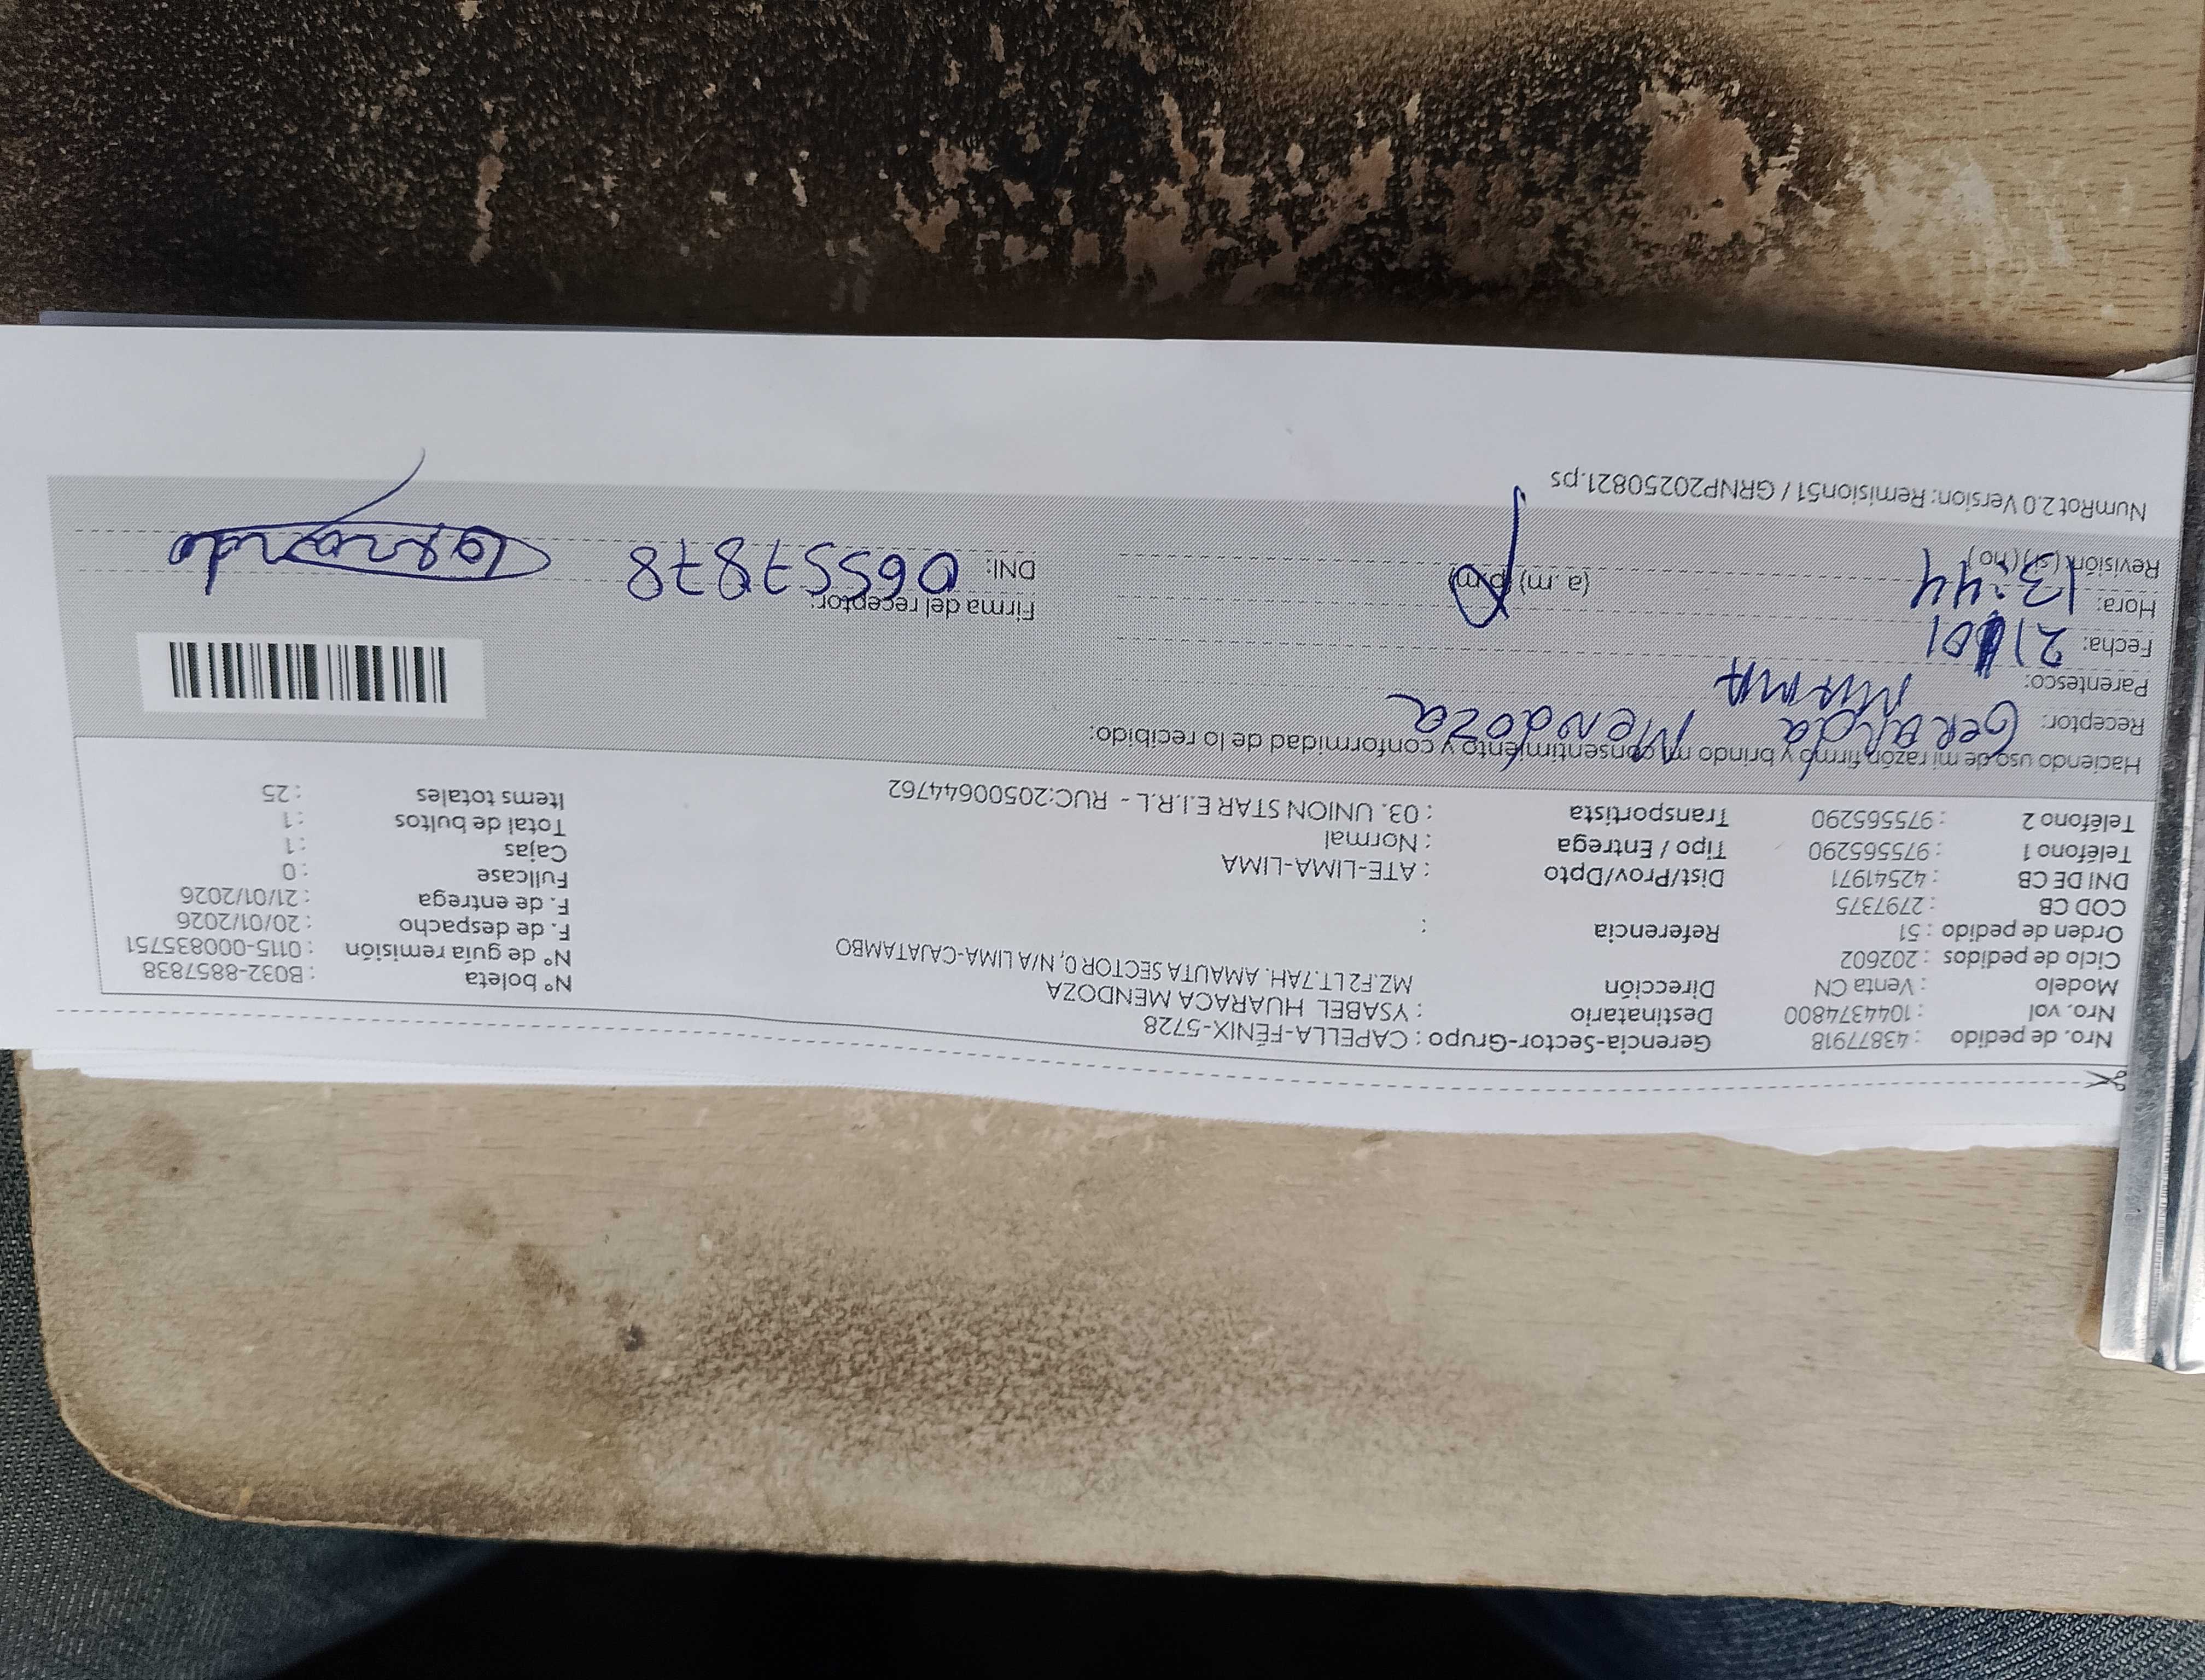 Nro. de pedido : 43877918 Gerencia-Sector-Grupo : CAPELLA-FÉNIX-5728 N° boleta : B032-8857838
Nro. vol : 1044374800 Destinatario : YSABEL HUARACA MENDOZA N° de guía remisión : 0115-000835751
Modelo : Venta CN Dirección MZ.F2 LT.7AH. AMAUTA SECTOR 0, N/A LIMA-CAJATAMBO F. de despacho : 20/01/2026
Ciclo de pedidos : 202602 F. de entrega : 21/01/2026
Orden de pedido : 51 Referencia : Fullcase : 0
COD CB : 2797375 Cajas : 1
DNI DE CB : 42541971 Dist/Prov/Dpto : ATE-LIMA-LIMA Total de bultos : 1
Teléfono 1 : 975565290 Tipo / Entrega : Normal Items totales : 25
Teléfono 2 : 975565290 Transportista : 03. UNION STAR E.I.R.L - RUC:20500644762
Haciendo uso de mi razón firmo y brindo mi consentimiento y conformidad de lo recibido:
Receptor: GERARDA MENDOZA
Parentesco: MAMA
Fecha: 21/01
Hora: 13:44 (a.m) (p.m) Firma del receptor:
Revisión (si) (no) DNI: 06557878
NumRot 2.0 Version: Remision51 / GRNP20250821.ps